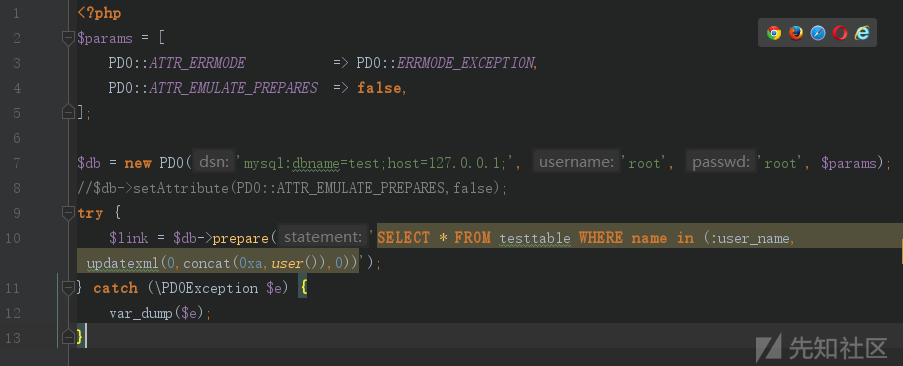 1 <?php
2 $params = [
3 PDO::ATTR_ERRMODE => PDO::ERRMODE_EXCEPTION,
4 PDO::ATTR_EMULATE_PREPARES => false,
5 ];
6
7 $db = new PDO( dsn: 'mysql:dbname=test;host=127.0.0.1;', username: 'root', passwd: 'root', $params);
8 //$db->setAttribute(PDO::ATTR_EMULATE_PREPARES,false);
9 try {
10 $link = $db->prepare( statement: 'SELECT * FROM testtable WHERE name in (:user_name,
updatexml(0,concat(0xa,user()),0))');
11 } catch (\PDOException $e) {
12 var_dump($e);
13 }
先知社区